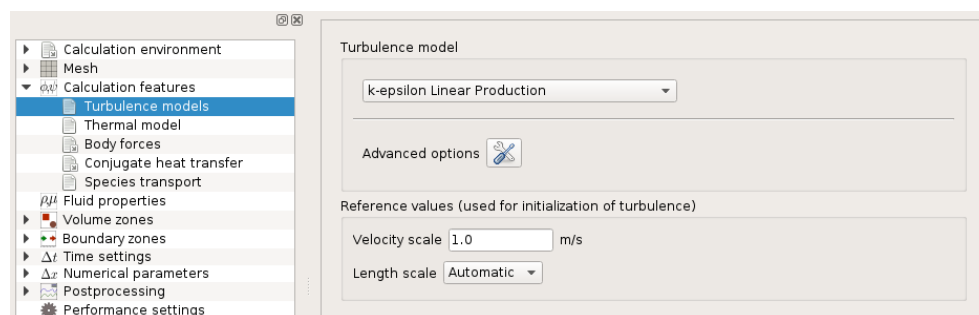 Calculation environment
Mesh
Calculation features
Turbulence models
Thermal model
Body forces
Conjugate heat transfer
Species transport
Fluid properties
Volume zones
Boundary zones
Δt Time settings
Δx Numerical parameters
Postprocessing
Performance settings
Turbulence model
k-epsilon Linear Production
Advanced options
Reference values (used for initialization of turbulence)
Velocity scale 1.0 m/s
Length scale Automatic